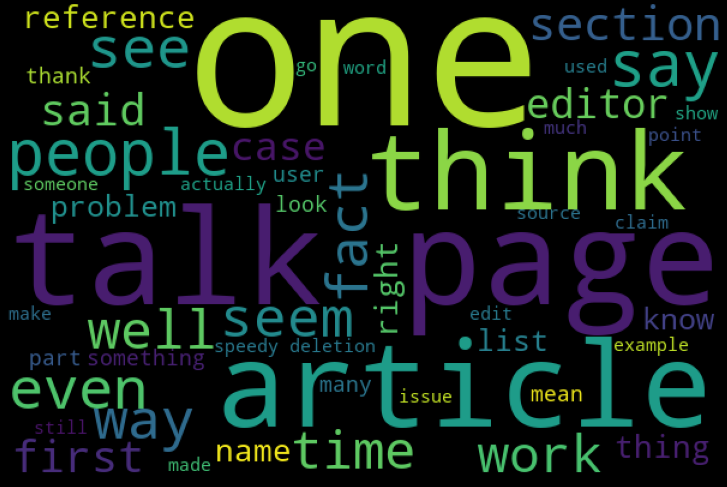 reference
one
section
see
go
word
used
say
thank
said
editor
show
people
case
think
much
point
someone
actually
user
fact
problem
look
source
claim
talk
page
right
make
well
seem
edit
know
speedy deletion
list
example
part
something
article
even
many
issue
mean
way
still
first
made
name
time
work
thing